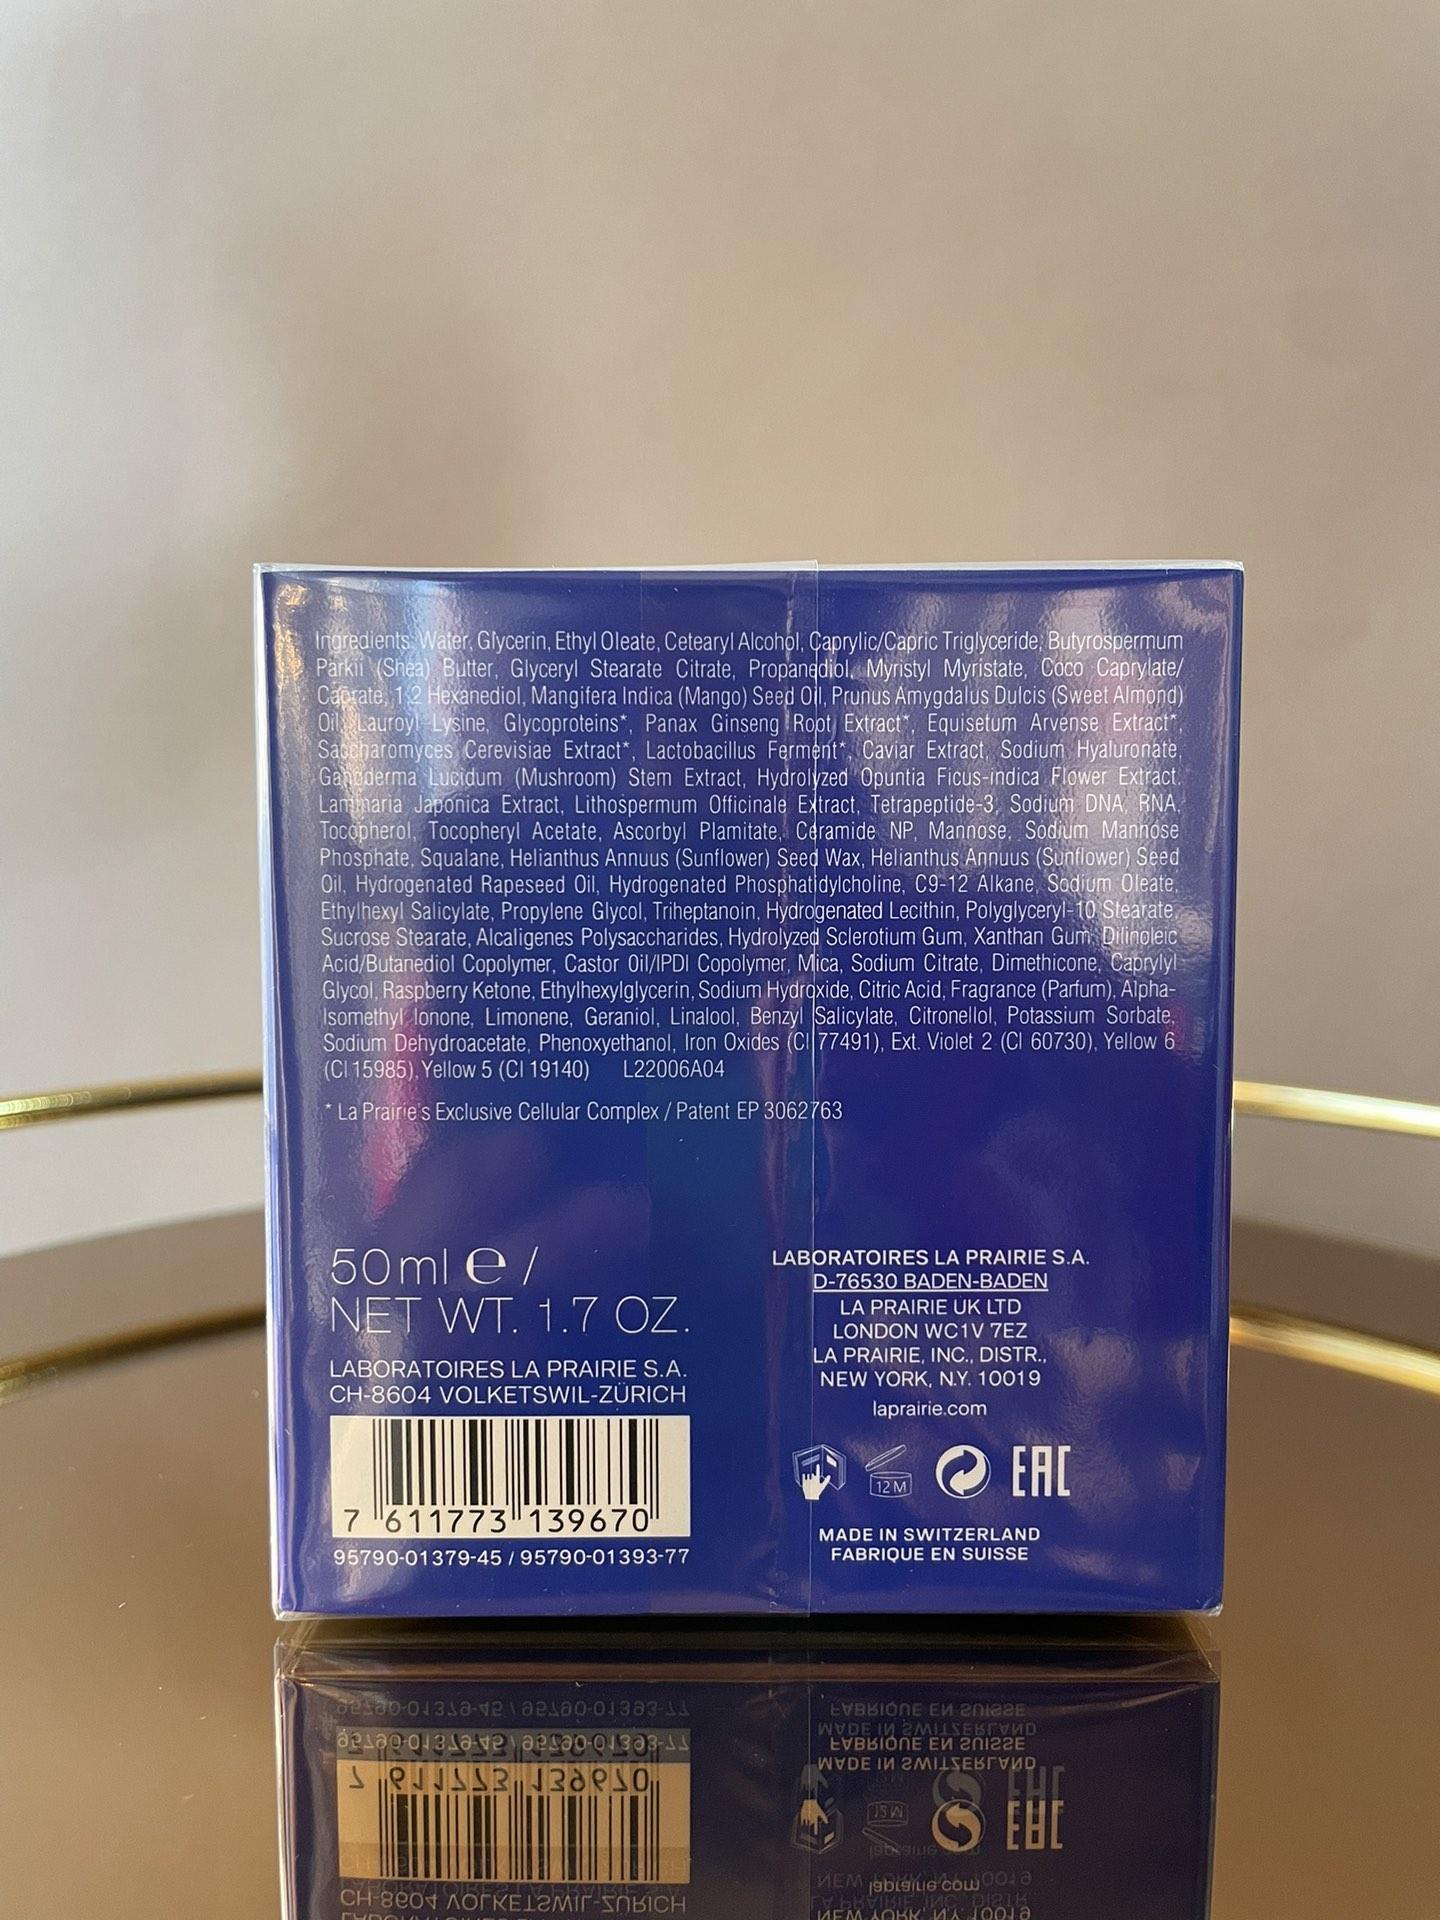 Ingredients: Water, Glycerin, Ethyl Oleate, Cetearyl Alcohol, Caprylic/Capric Triglyceride, Butyrospermum
Parkii (Shea) Butter, Glyceryl Stearate Citrate, Propanediol, Myristyl Myristate, Coco Caprylate/
Caprate, 1,2 Hexanediol, Mangifera Indica (Mango) Seed Oil, Prunus Amygdalus Dulcis (Sweet Almond)
Oil, Lauroyl Lysine, Glycoproteins*, Panax Ginseng Root Extract*, Equisetum Arvense Extract*,
Saccharomyces Cerevisiae Extract*, Lactobacillus Ferment*, Caviar Extract, Sodium Hyaluronate,
Ganoderma Lucidum (Mushroom) Stem Extract, Hydrolyzed Opuntia Ficus-indica Flower Extract,
Laminaria Japonica Extract, Lithospermum Officinale Extract, Tetrapeptide-3, Sodium DNA, RNA,
Tocopherol, Tocopheryl Acetate, Ascorbyl Plamitate, Ceramide NP, Mannose, Sodium Mannose
Phosphate, Squalane, Helianthus Annuus (Sunflower) Seed Wax, Helianthus Annuus (Sunflower) Seed
Oil, Hydrogenated Rapeseed Oil, Hydrogenated Phosphatidylcholine, C9-12 Alkane, Sodium Oleate,
Ethylhexyl Salicylate, Propylene Glycol, Triheptanoin, Hydrogenated Lecithin, Polyglyceryl-10 Stearate,
Sucrose Stearate, Alcaligenes Polysaccharides, Hydrolyzed Sclerotium Gum, Xanthan Gum, Dilinoleic
Acid/Butanediol Copolymer, Castor Oil/IPDI Copolymer, Mica, Sodium Citrate, Dimethicone, Caprylyl
Glycol, Raspberry Ketone, Ethylhexylglycerin, Sodium Hydroxide, Citric Acid, Fragrance (Parfum), Alpha-
Isomethyl Ionone, Limonene, Geraniol, Linalool, Benzyl Salicylate, Citronellol, Potassium Sorbate,
Sodium Dehydroacetate, Phenoxyethanol, Iron Oxides (CI 77491), Ext. Violet 2 (CI 60730), Yellow 6
(CI 15985), Yellow 5 (CI 19140) L22006A04
* La Prairie's Exclusive Cellular Complex / Patent EP 3062763
50ml e /
NET WT. 1.7 OZ.
LABORATOIRES LA PRAIRIE S.A.
CH-8604 VOLKETSWIL-ZÜRICH
7 611773 139670
95790-01379-45 / 95790-01393-77
LABORATOIRES LA PRAIRIE S.A.
D-76530 BADEN-BADEN
LA PRAIRIE UK LTD
LONDON WC1V 7EZ
LA PRAIRIE, INC., DISTR.,
NEW YORK, N.Y. 10019
laprairie.com
12 M
EAC
MADE IN SWITZERLAND
FABRIQUE EN SUISSE